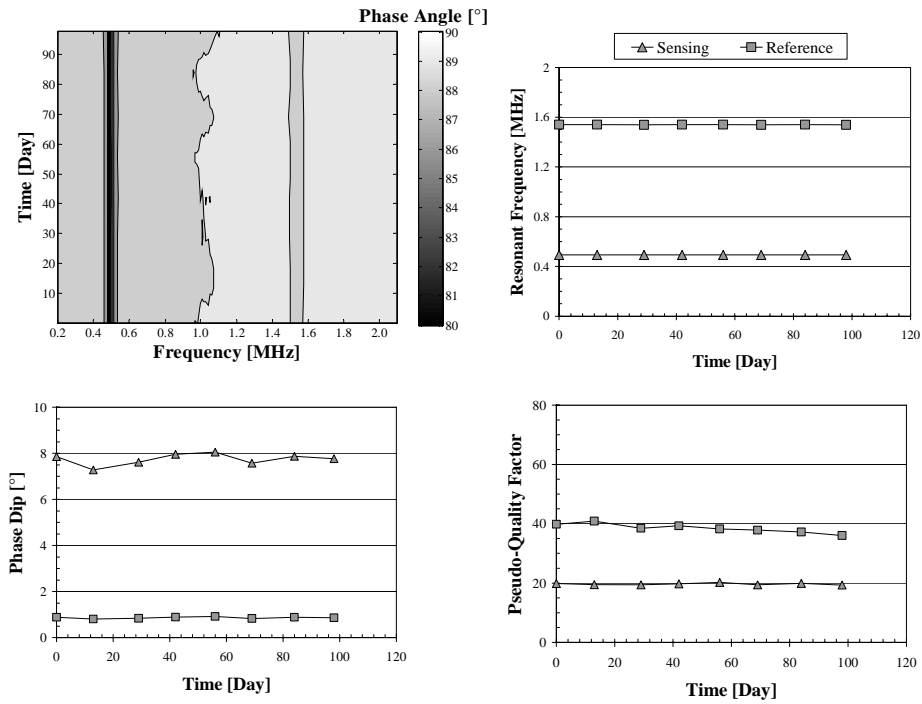 Phase Angle [°]
90
80
70
60
50
40
30
20
10
Time [Day]
0.2 0.4 0.6 0.8 1.0 1.2 1.4 1.6 1.8 2.0
Frequency [MHz]
90
89
88
87
86
85
84
83
82
81
80
Sensing Reference
2
1.6
1.2
0.8
0.4
0
Resonant Frequency [MHz]
0 20 40 60 80 100 120
Time [Day]
10
8
6
4
2
0
Phase Dip [°]
0 20 40 60 80 100 120
Time [Day]
80
60
40
20
0
Pseudo-Quality Factor
0 20 40 60 80 100 120
Time [Day]